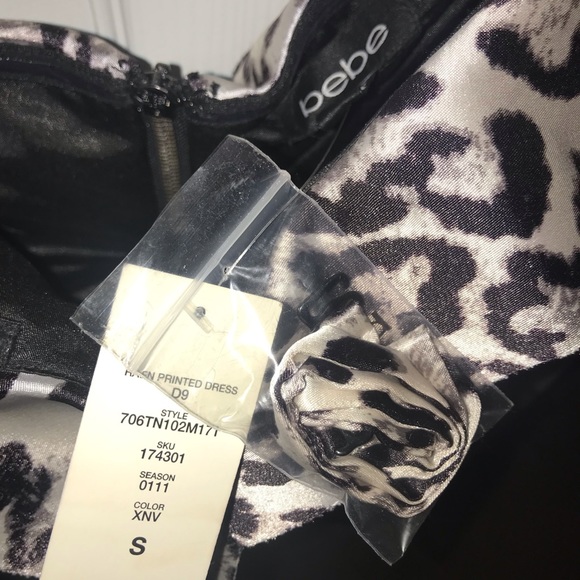 bebe
PRINTED DRESS
D9
STYLE
706TN102M171
SKU
174301
SEASON
0111
COLOR
XNV
S